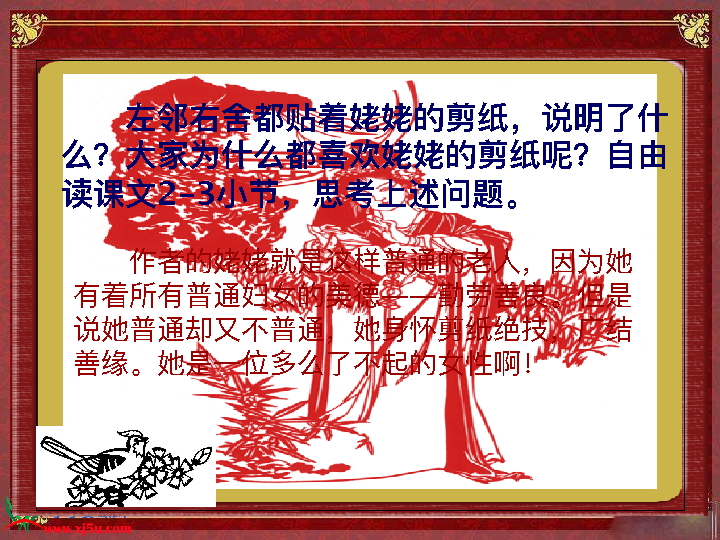 左邻右舍都贴着姥姥的剪纸，说明了什
么？大家为什么都喜欢姥姥的剪纸呢？自由
读课文2-3小节，思考上述问题。
作者的姥姥就是这样普通的老人，因为她
有着所有普通妇女的美德——勤劳善良。但是
说她普通却又不普通，她身怀剪纸绝技，广结
善缘。她是一位多么了不起的女性啊！